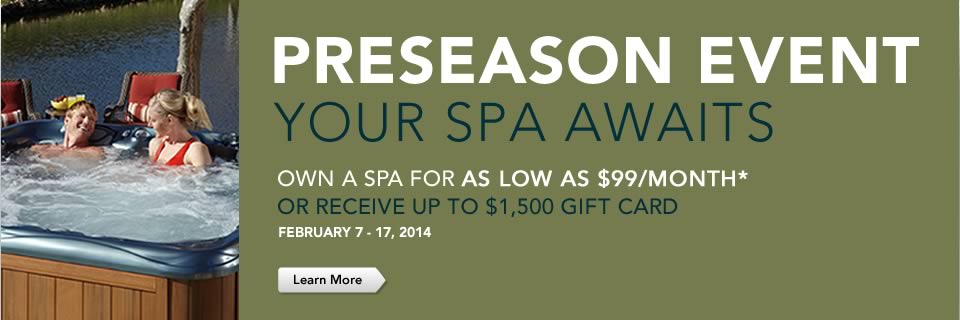 PRESEASON EVENT
YOUR SPA AWAITS
OWN A SPA FOR AS LOW AS $99/MONTH*
OR RECEIVE UP TO $1,500 GIFT CARD
FEBRUARY 7 - 17, 2014
Learn More